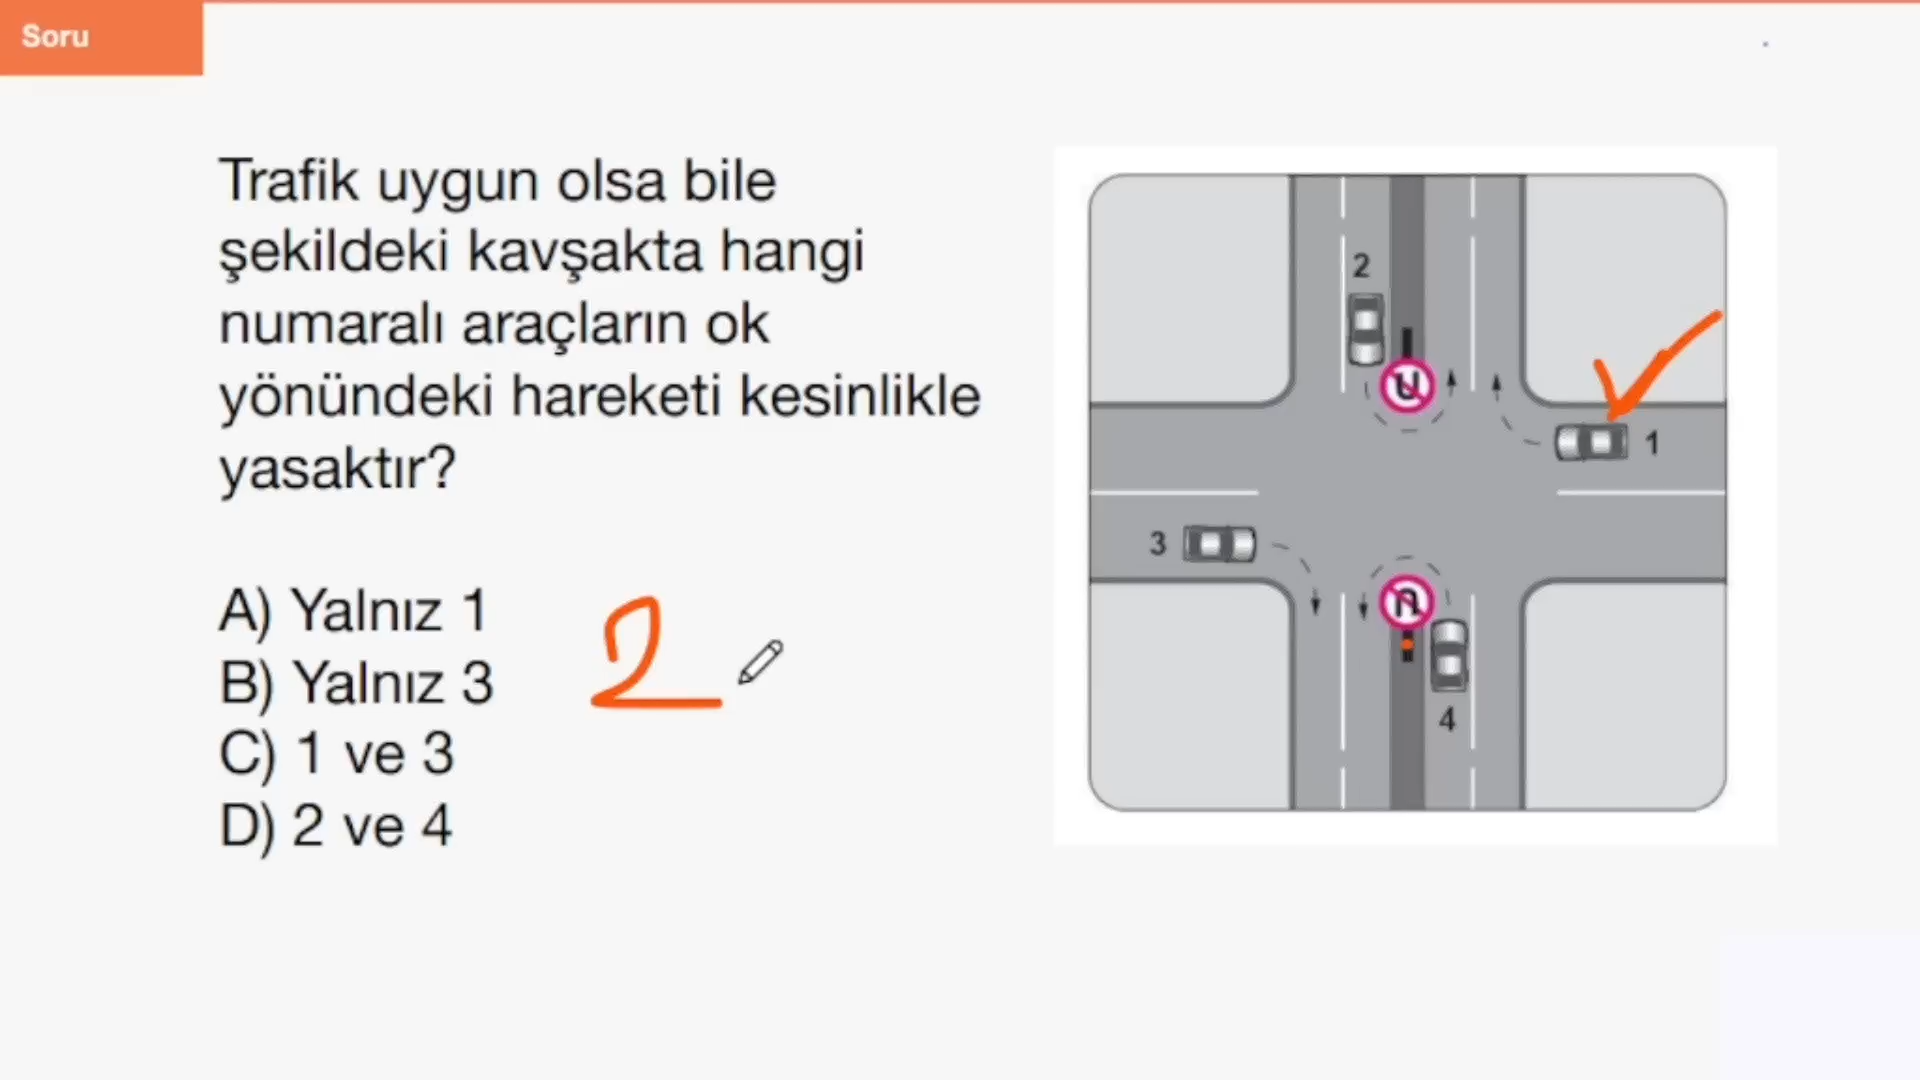 Soru
Trafik uygun olsa bile
şekildeki kavşakta hangi
numaralı araçların ok
yönündeki hareketi kesinlikle
yasaktır?
A) Yalnız 1
B) Yalnız 3
C) 1 ve 3
D) 2 ve 4
2
2
U
1
3
U
4